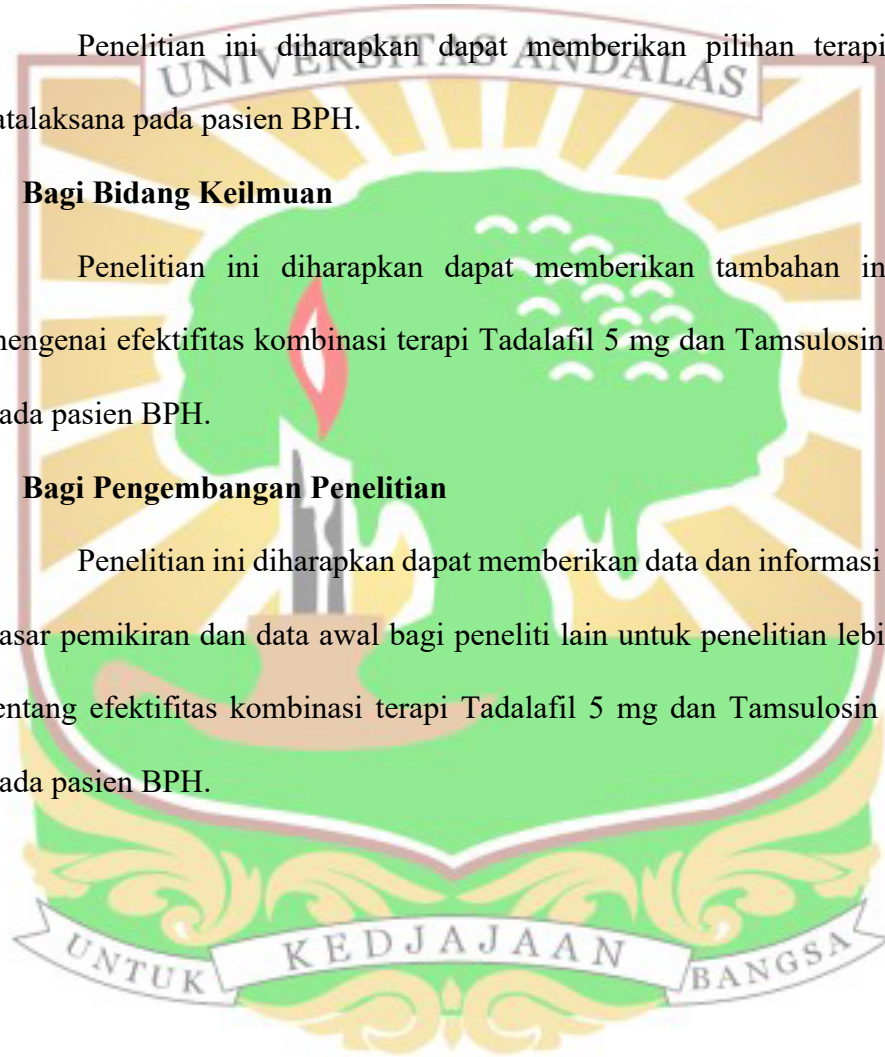 Penelitian ini diharapkan dapat memberikan pilihan terapi
UNIVERSITAS ANDALAS
atalaksana pada pasien BPH.
Bagi Bidang Keilmuan
Penelitian ini diharapkan dapat memberikan tambahan in
mengenai efektifitas kombinasi terapi Tadalafil 5 mg dan Tamsulosin
ada pasien BPH.
Bagi Pengembangan Penelitian
Penelitian ini diharapkan dapat memberikan data dan informasi
asar pemikiran dan data awal bagi peneliti lain untuk penelitian lebi
entang efektifitas kombinasi terapi Tadalafil 5 mg dan Tamsulosin
ada pasien BPH.
UNTUK KEDJAJAAN BANGSA